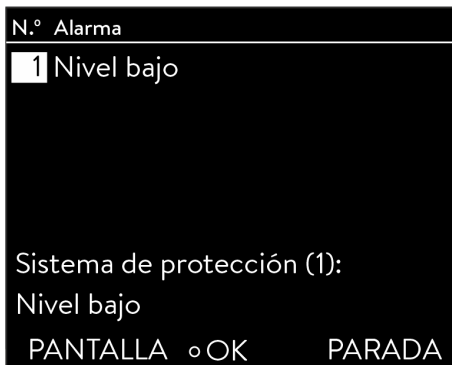 N.º Alarma
1 Nivel bajo
Sistema de protección (1):
Nivel bajo
PANTALLA ○ OK PARADA